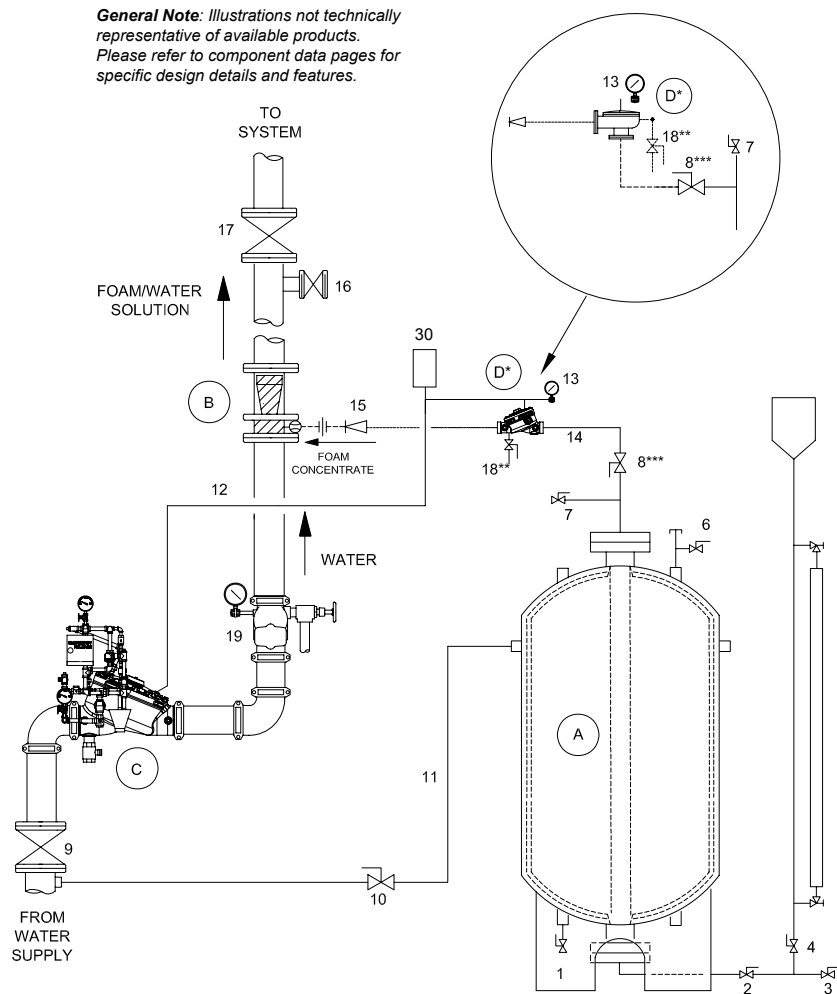 General Note: Illustrations not technically
representative of available products.
Please refer to component data pages for
specific design details and features.
TO
SYSTEM
13
D*
18**
8***
7
17
16
FOAM/WATER
SOLUTION
30
D*
13
B
15
14
FOAM
CONCENTRATE
18**
8***
12
7
6
WATER
19
A
C
11
9
10
FROM
WATER
SUPPLY
1
4
2
3